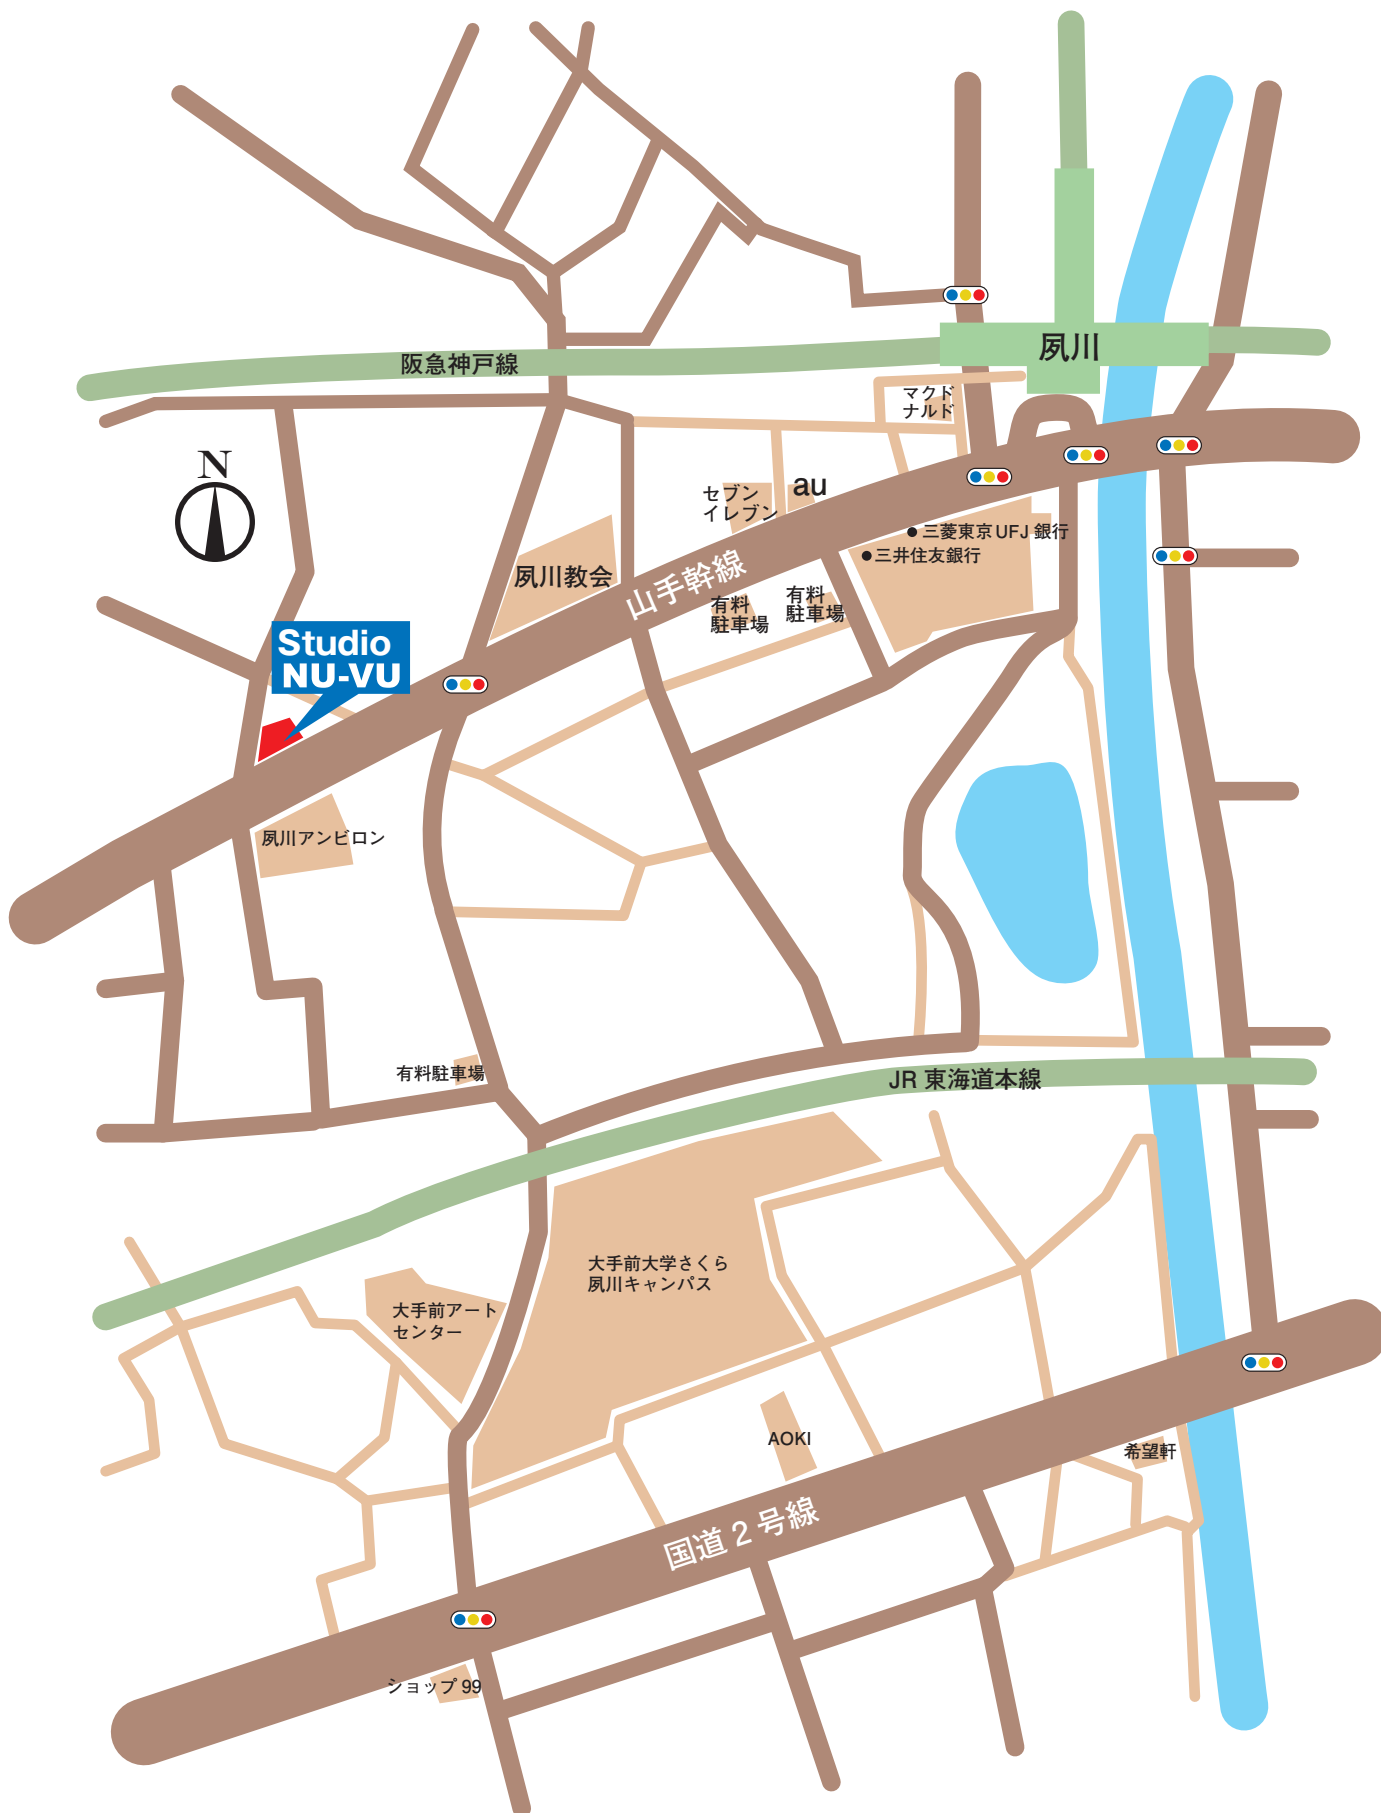 夙川
阪急神戸線
マクド
ナルド
N
セブン
イレブン
au
三菱東京UFJ 銀行
三井住友銀行
夙川教会
山手幹線
有料
駐車場
有料
駐車場
Studio
NU-VU
夙川アンビロン
有料駐車場
JR 東海道本線
大手前大学さくら
夙川キャンパス
大手前アート
センター
AOKI
希望軒
国道 2 号線
ショップ 99